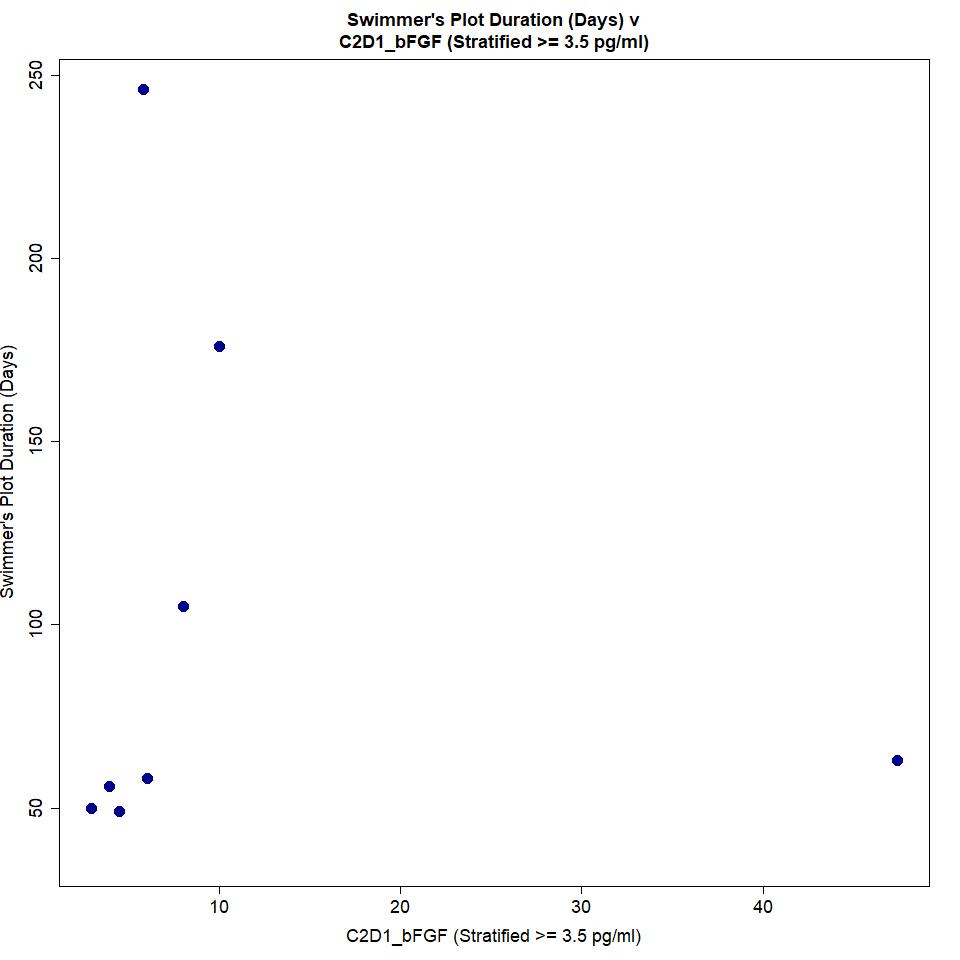 Swimmer's Plot Duration (Days) v
C2D1_bFGF (Stratified >= 3.5 pg/ml)
250
200
150
100
50
Swimmer's Plot Duration (Days)
10
20
30
40
C2D1_bFGF (Stratified >= 3.5 pg/ml)